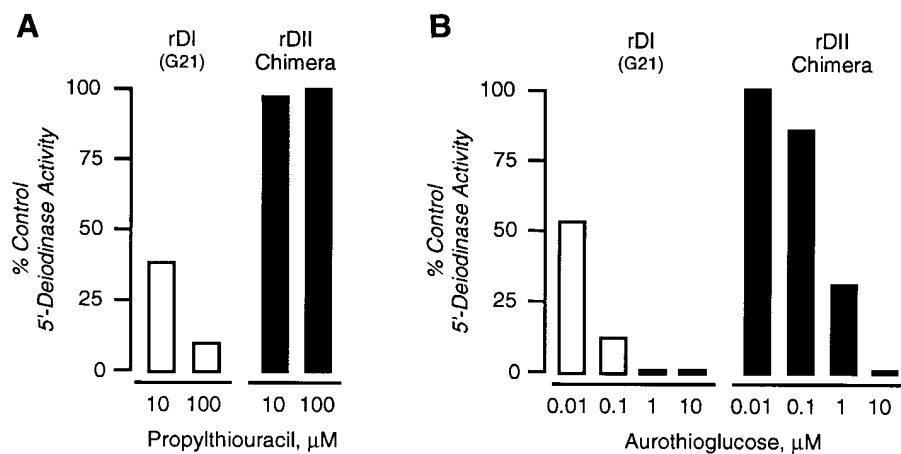 A
rDI
(G21)
rDII
Chimera
% Control
5'-Deiodinase Activity
100
75
50
25
0
10 100 10 100
Propylthiouracil, µM
B
rDI
(G21)
rDII
Chimera
% Control
5'-Deiodinase Activity
100
75
50
25
0
0.01 0.1 1 10 0.01 0.1 1 10
Aurothioglucose, µM